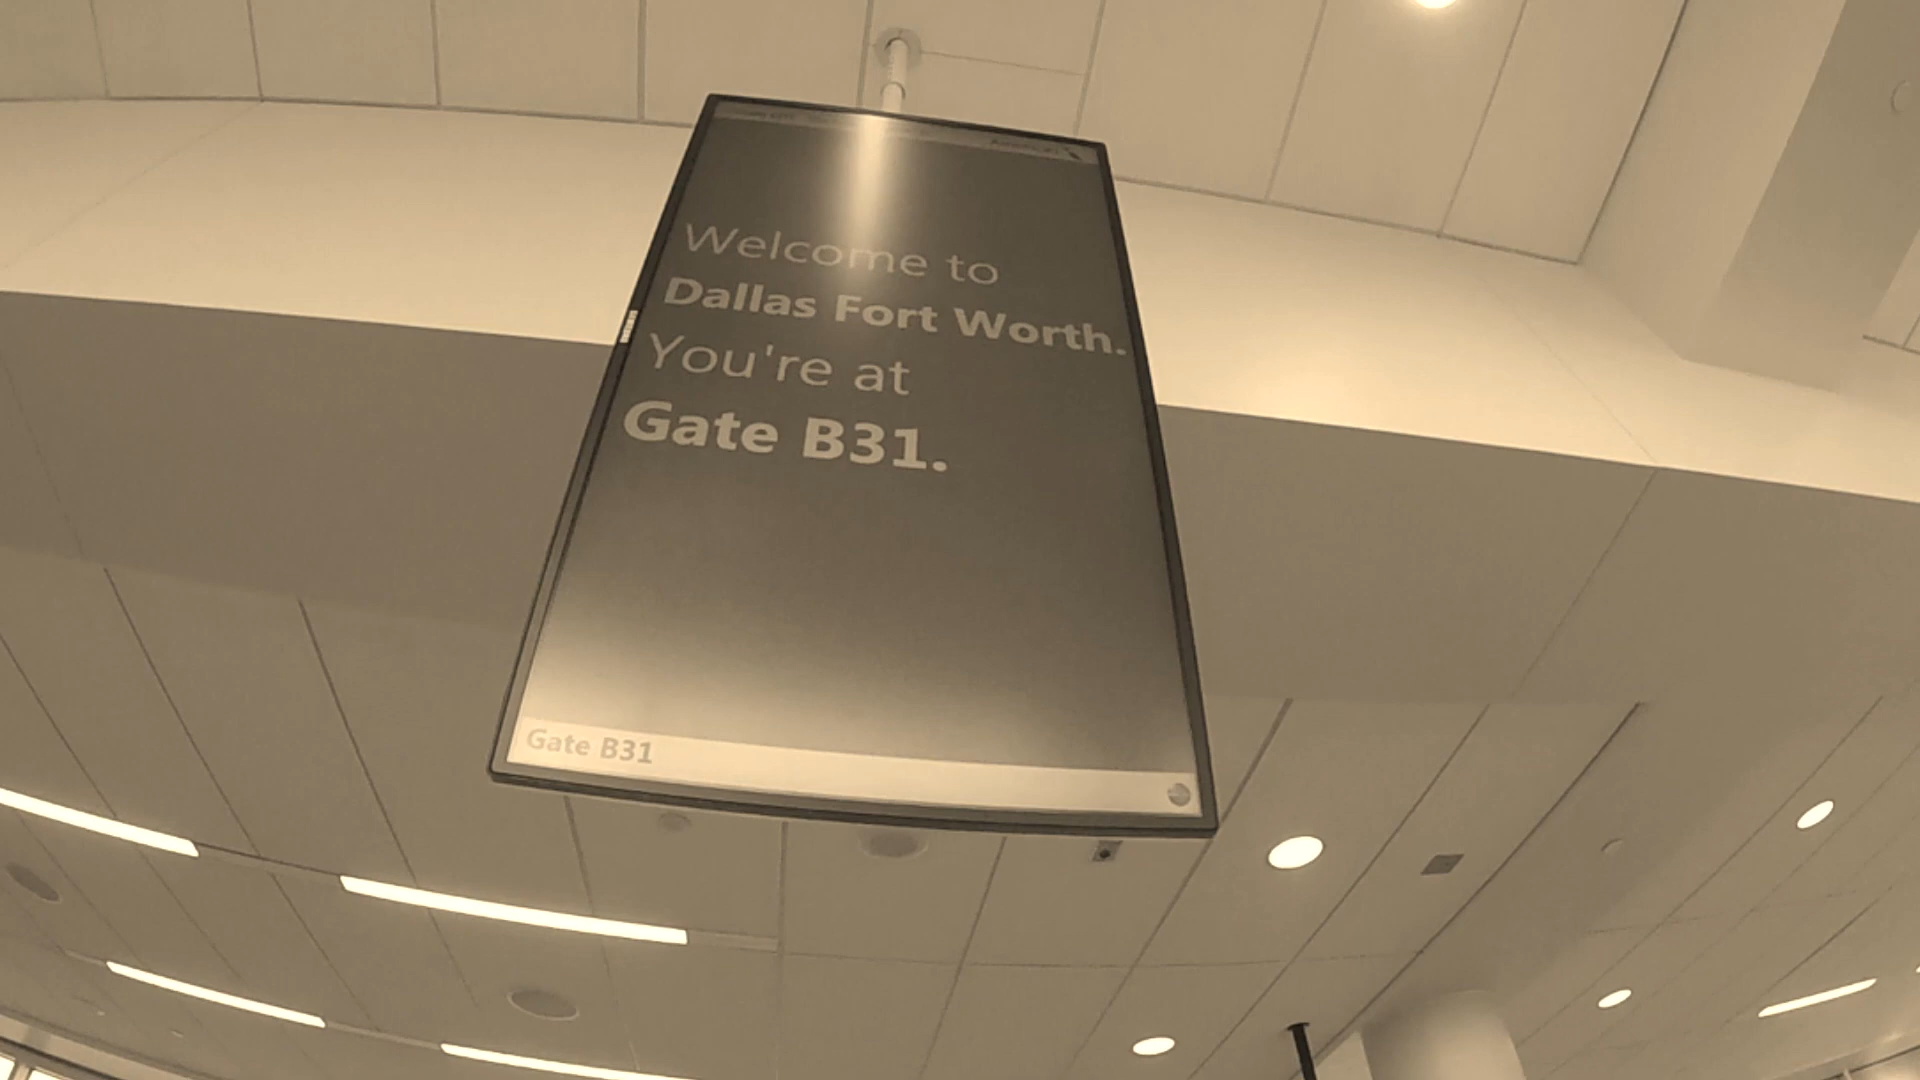 Welcome to
Dallas Fort Worth.
You're at
Gate B31.
Gate B31